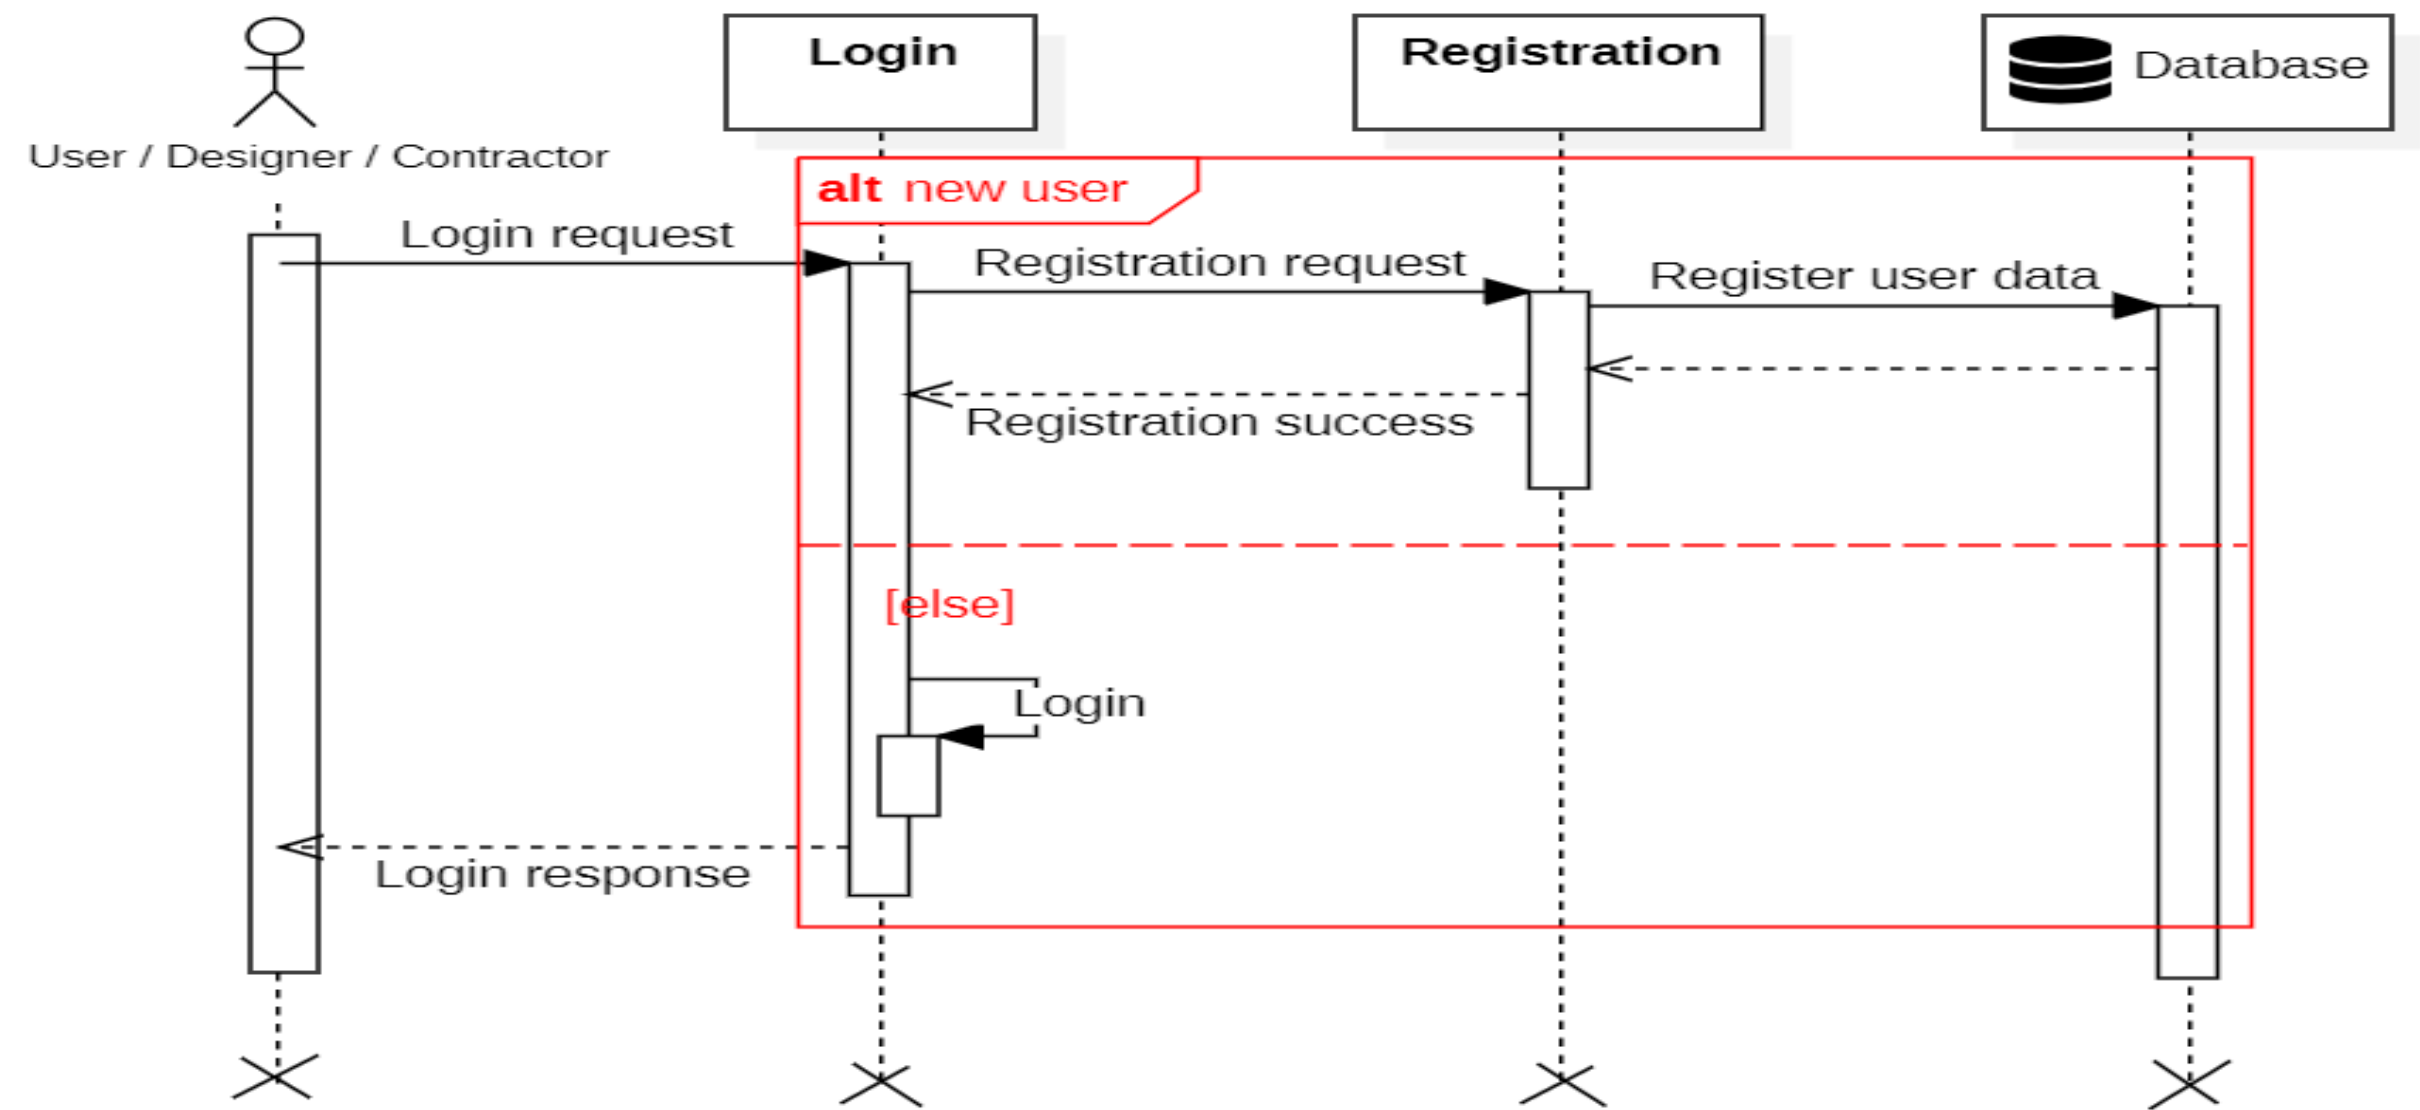 Login
Registration
Database
User / Designer / Contractor
alt new user
Login request
Registration request
Register user data
Registration success
[else]
Login
Login response